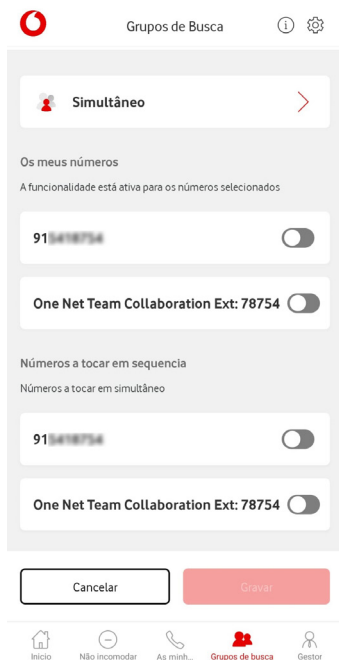 Grupos de Busca
Simultâneo
Os meus números
A funcionalidade está ativa para os números selecionados
91
One Net Team Collaboration Ext: 78754
Números a tocar em sequencia
Números a tocar em simultâneo
91
One Net Team Collaboration Ext: 78754
Cancelar
Gravar
Inicio
Não incomodar
As minh...
Grupos de busca
Gestor